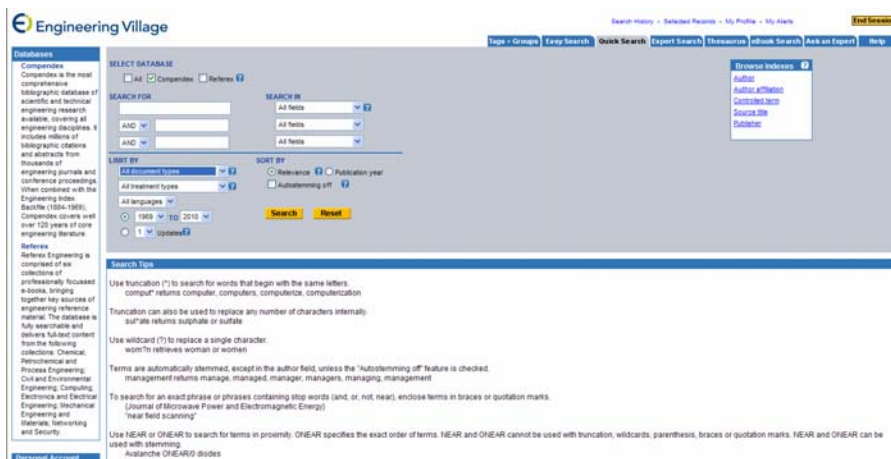 Engineering Village
Search History - Selected Records - My Profile - My Alerts
End Session
Tags + Groups Easy Search Quick Search Expert Search Thesaurus eBook Search Ask an Expert Help
Databases
Compendex
Compendex is the most
comprehensive
bibliographic database of
scientific and technical
engineering research
available, covering all
engineering disciplines. It
includes millions of
bibliographic citations
and abstracts from
thousands of
engineering journals and
conference proceedings.
When combined with the
Engineering Index
Backfile (1884-1969),
Compendex covers well
over 120 years of core
engineering literature.
Referex
Referex Engineering is
comprised of six
collections of
professionally focussed
e-books, bringing
together key sources of
engineering reference
material. The database is
fully searchable and
delivers full-text content
from the following
collections: Chemical,
Petrochemical and
Process Engineering;
Civil and Environmental
Engineering; Computing;
Electronics and Electrical
Engineering; Mechanical
Engineering and
Materials; Networking
and Security.
Personal Account
SELECT DATABASE
All Compendex Referex ?
SEARCH FOR SEARCH IN
All fields ?
AND All fields
AND All fields
LIMIT BY SORT BY
All document types ? Relevance ? Publication year
All treatment types ? Autostemming off ?
All languages
1969 TO 2010 Search Reset
1 Updates ?
Browse Indexes ?
Author
Author affiliation
Controlled term
Source title
Publisher
Search Tips
Use truncation (*) to search for words that begin with the same letters.
comput* returns computer, computers, computerize, computerization
Truncation can also be used to replace any number of characters internally.
sul*ate returns sulphate or sulfate
Use wildcard (?) to replace a single character.
wom?n retrieves woman or women
Terms are automatically stemmed, except in the author field, unless the "Autostemming off" feature is checked.
management returns manage, managed, manager, managers, managing, management
To search for an exact phrase or phrases containing stop words (and, or, not, near), enclose terms in braces or quotation marks.
{Journal of Microwave Power and Electromagnetic Energy}
"near field scanning"
Use NEAR or ONEAR to search for terms in proximity. ONEAR specifies the exact order of terms. NEAR and ONEAR cannot be used with truncation, wildcards, parenthesis, braces or quotation marks. NEAR and ONEAR can be
used with stemming.
Avalanche ONEAR/0 diodes